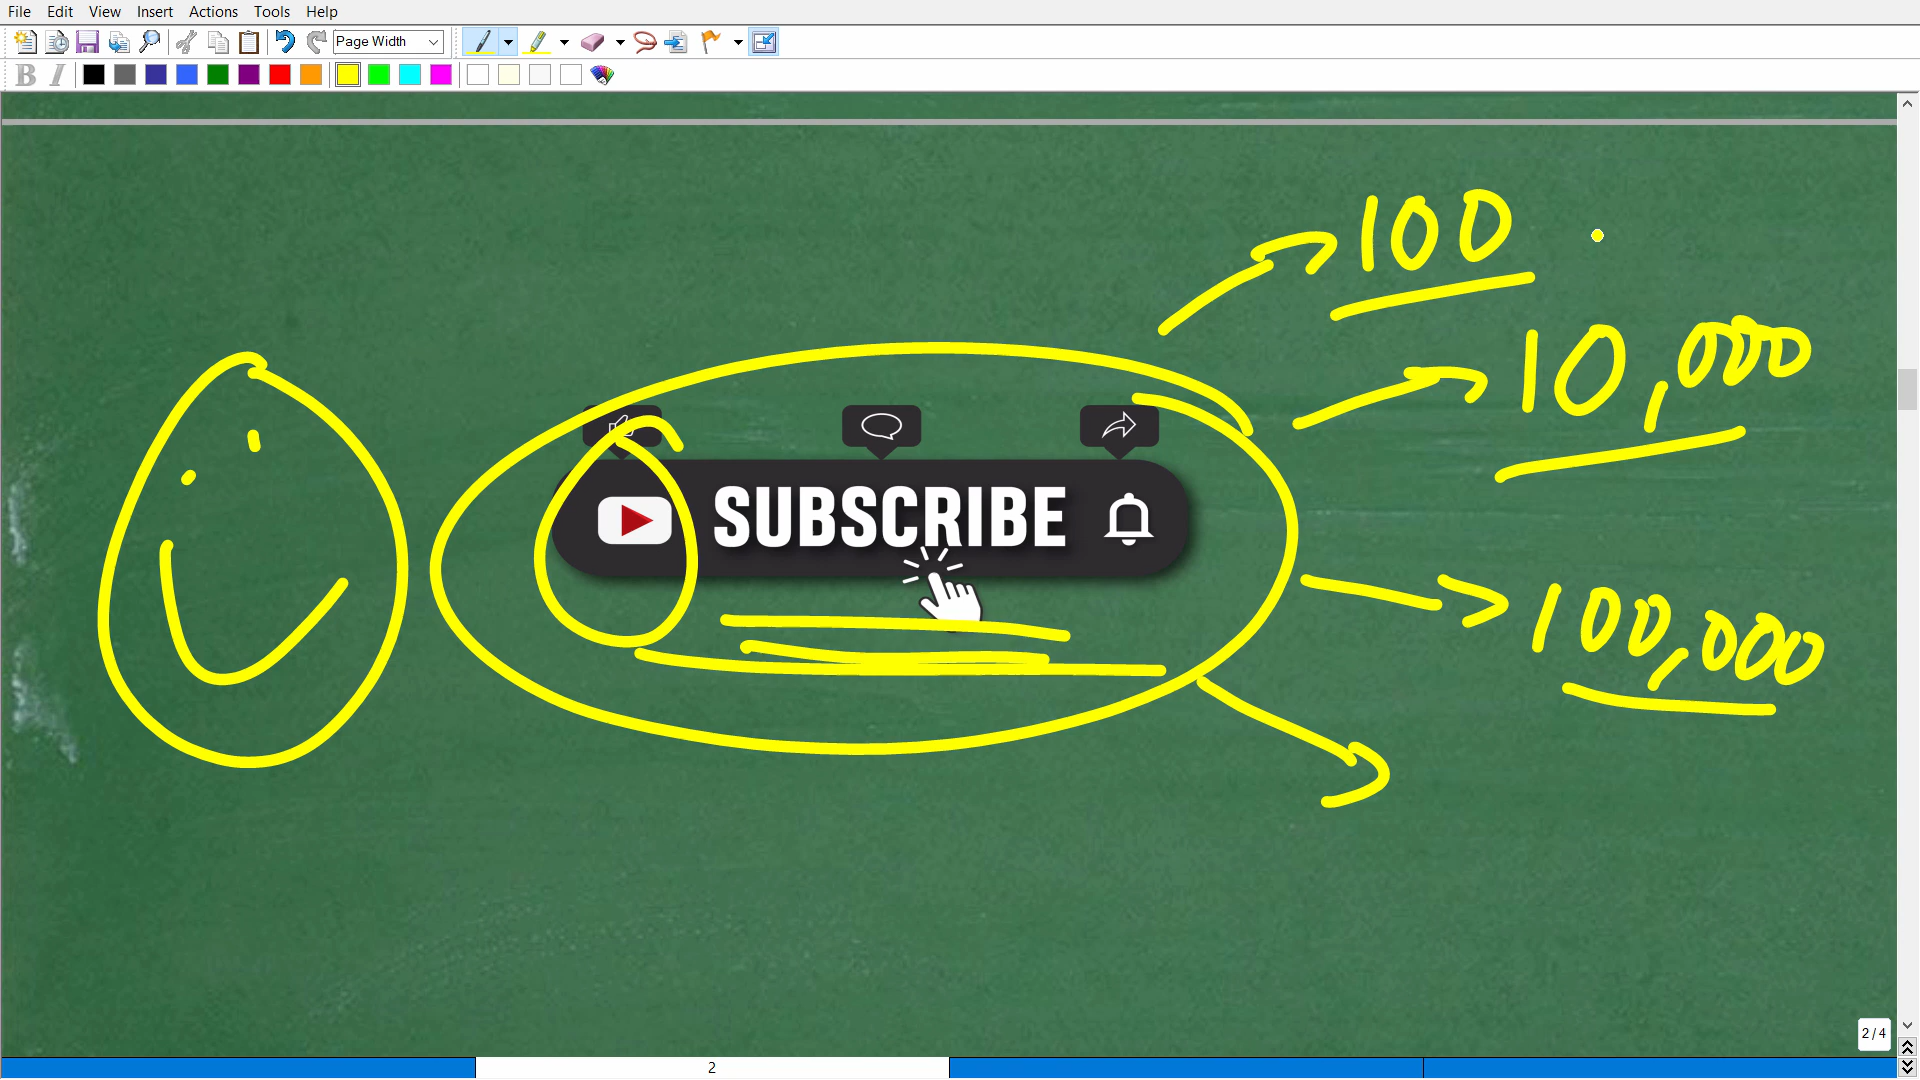 File Edit View Insert Actions Tools Help
Page Width
B I
100
10,000
SUBSCRIBE
100,000
2 / 4
2